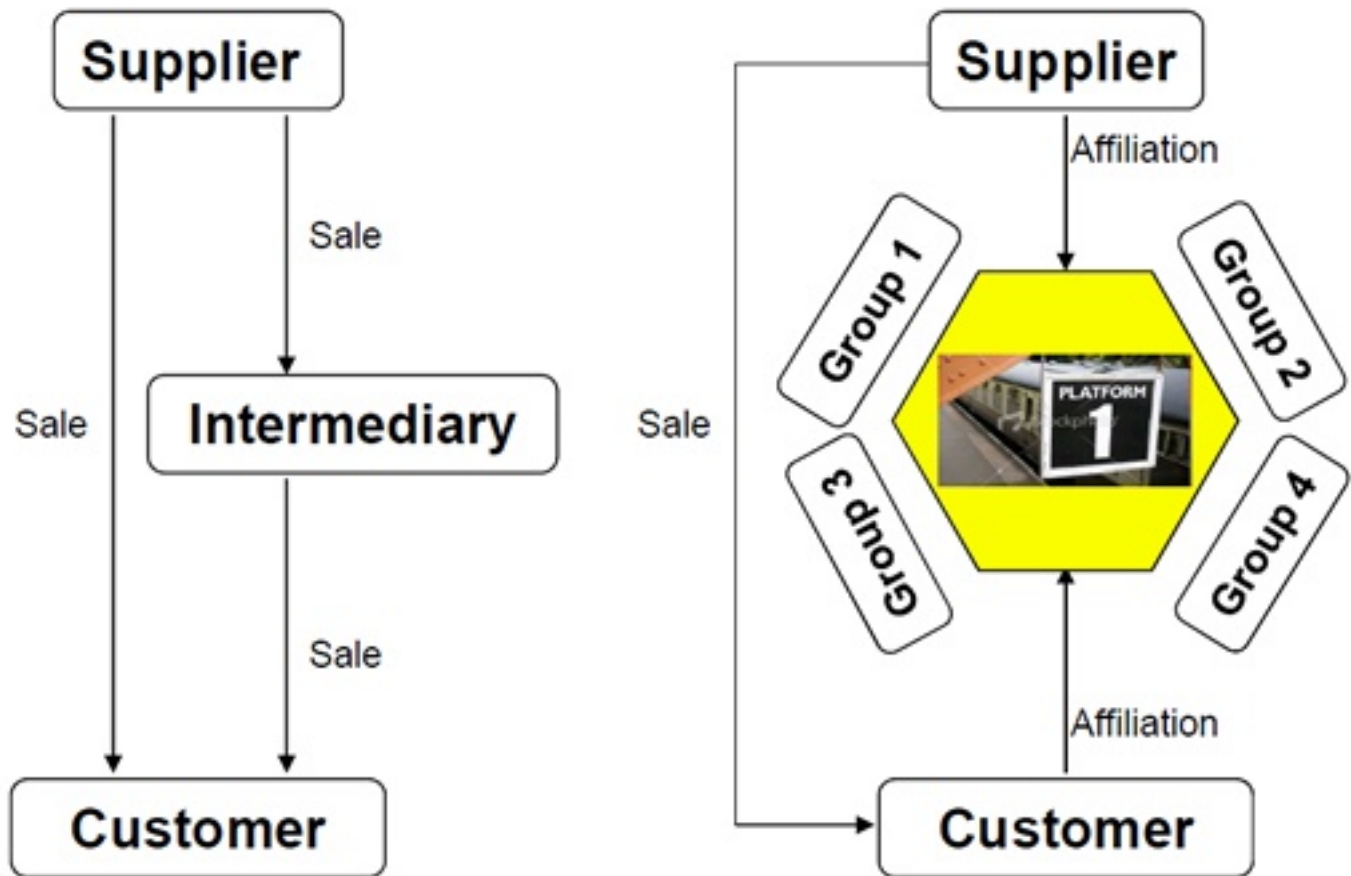 Supplier
Sale
Sale
Intermediary
Sale
Customer
Supplier
Affiliation
Group 1
Group 2
Sale
PLATFORM
1
Group 3
Group 4
Affiliation
Customer